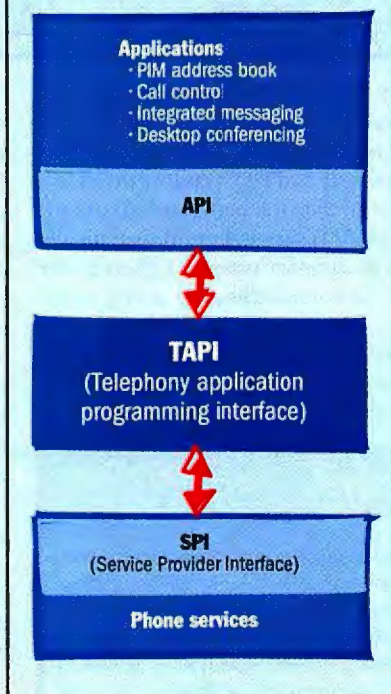 Applications
· PIM address book
· Call control
· Integrated messaging
· Desktop conferencing
API
TAPI
(Telephony application
programming interface)
SPI
(Service Provider Interface)
Phone services